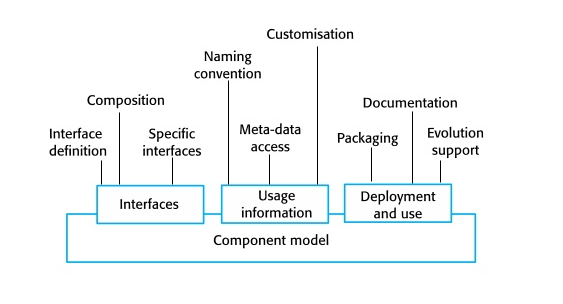 Customisation
Naming
convention
Composition
Documentation
Interface
definition
Specific
interfaces
Meta-data
access
Packaging
Evolution
support
Interfaces
Usage
information
Deployment
and use
Component model